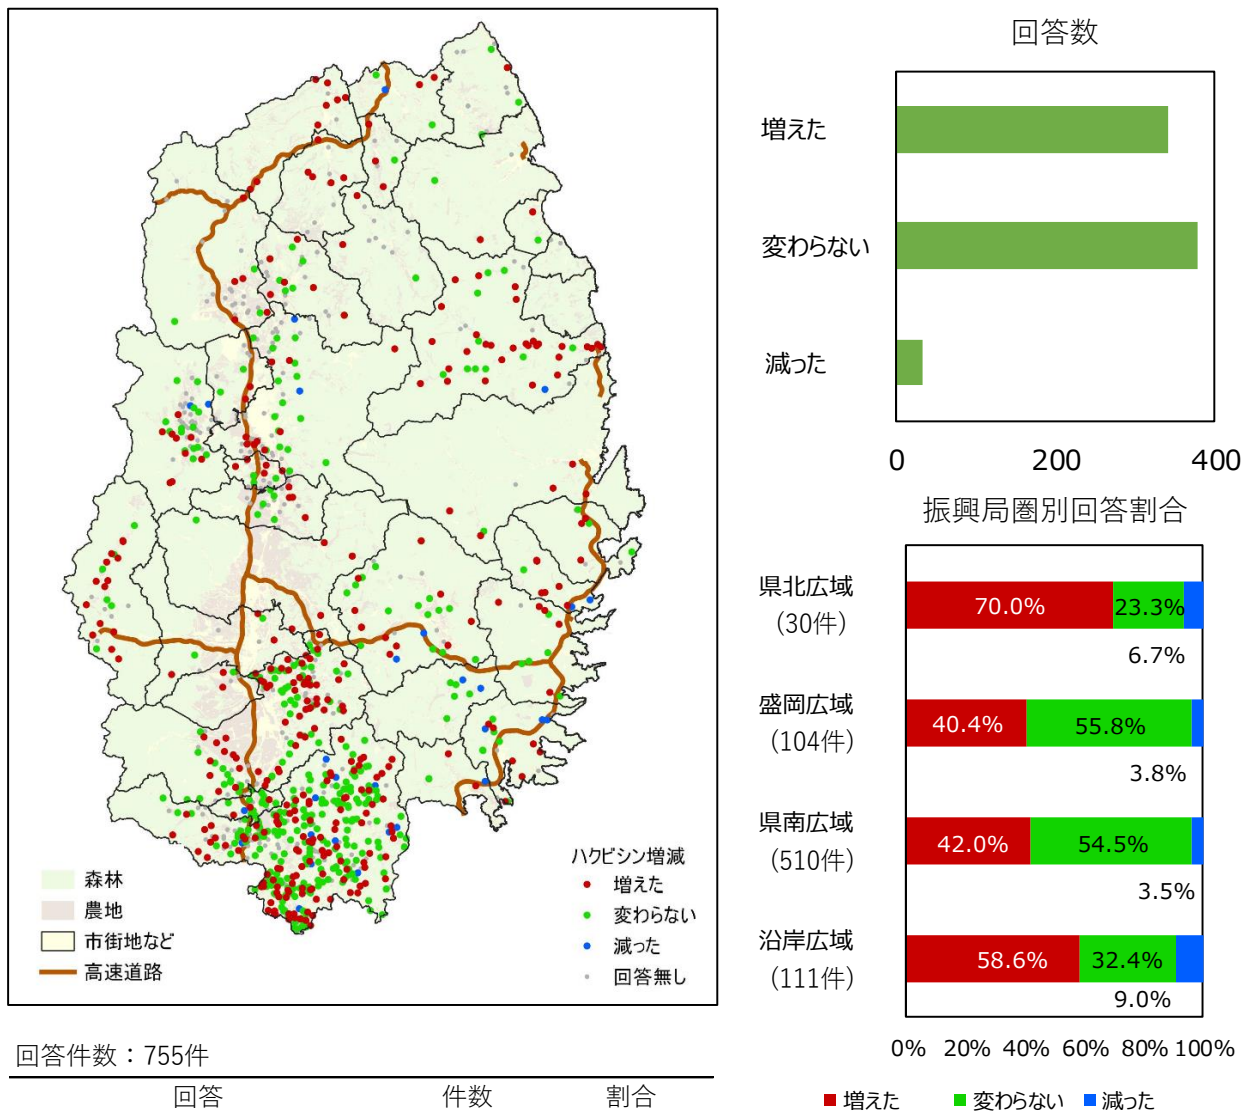 ハクビシン増減
増えた
変わらない
減った
回答無し
森林
農地
市街地など
高速道路
回答件数：755件
回答 件数 割合
回答数
増えた
変わらない
減った
0 200 400
振興局圏別回答割合
県北広域
(30件)
70.0% 23.3%
6.7%
盛岡広域
(104件)
40.4% 55.8%
3.8%
県南広域
(510件)
42.0% 54.5%
3.5%
沿岸広域
(111件)
58.6% 32.4%
9.0%
0% 20% 40% 60% 80% 100%
増えた 変わらない 減った